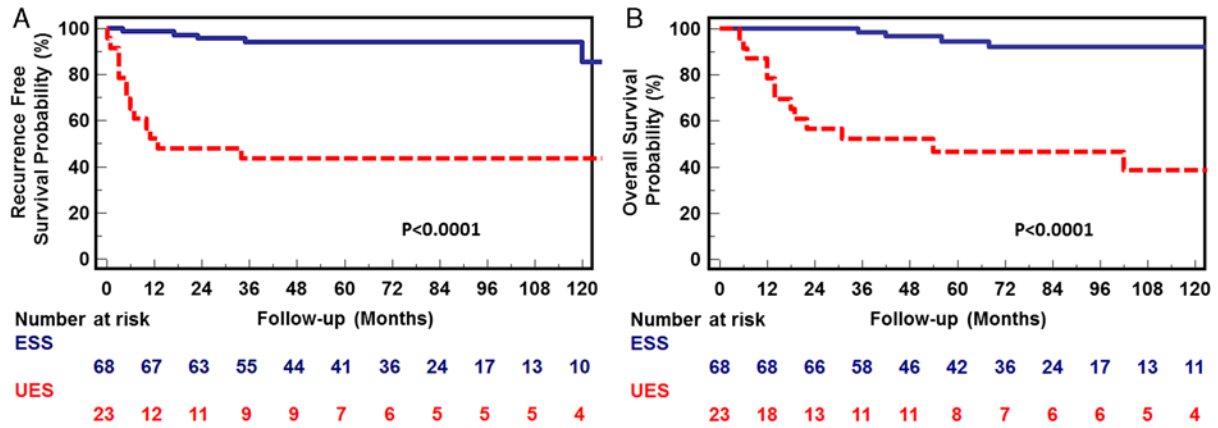 A
Recurrence Free
Survival Probability (%)
100
80
60
40
20
0
P<0.0001
0 12 24 36 48 60 72 84 96 108 120
Number at risk Follow-up (Months)
ESS
68 67 63 55 44 41 36 24 17 13 10
UES
23 12 11 9 9 7 6 5 5 5 4
B
Overall Survival
Probability (%)
100
80
60
40
20
0
P<0.0001
0 12 24 36 48 60 72 84 96 108 120
Number at risk Follow-up (Months)
ESS
68 68 66 58 46 42 36 24 17 13 11
UES
23 18 13 11 11 8 7 6 6 5 4